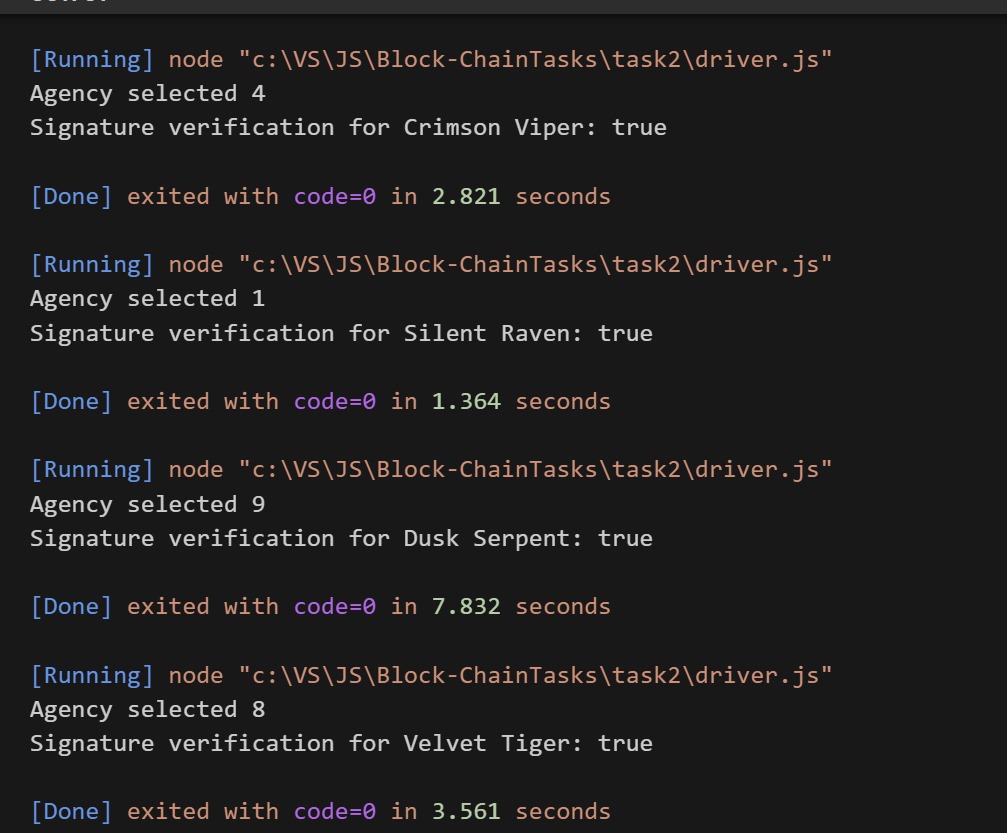 [Running] node "c:\VS\JS\Block-ChainTasks\task2\driver.js"
Agency selected 4
Signature verification for Crimson Viper: true
[Done] exited with code=0 in 2.821 seconds
[Running] node "c:\VS\JS\Block-ChainTasks\task2\driver.js"
Agency selected 1
Signature verification for Silent Raven: true
[Done] exited with code=0 in 1.364 seconds
[Running] node "c:\VS\JS\Block-ChainTasks\task2\driver.js"
Agency selected 9
Signature verification for Dusk Serpent: true
[Done] exited with code=0 in 7.832 seconds
[Running] node "c:\VS\JS\Block-ChainTasks\task2\driver.js"
Agency selected 8
Signature verification for Velvet Tiger: true
[Done] exited with code=0 in 3.561 seconds